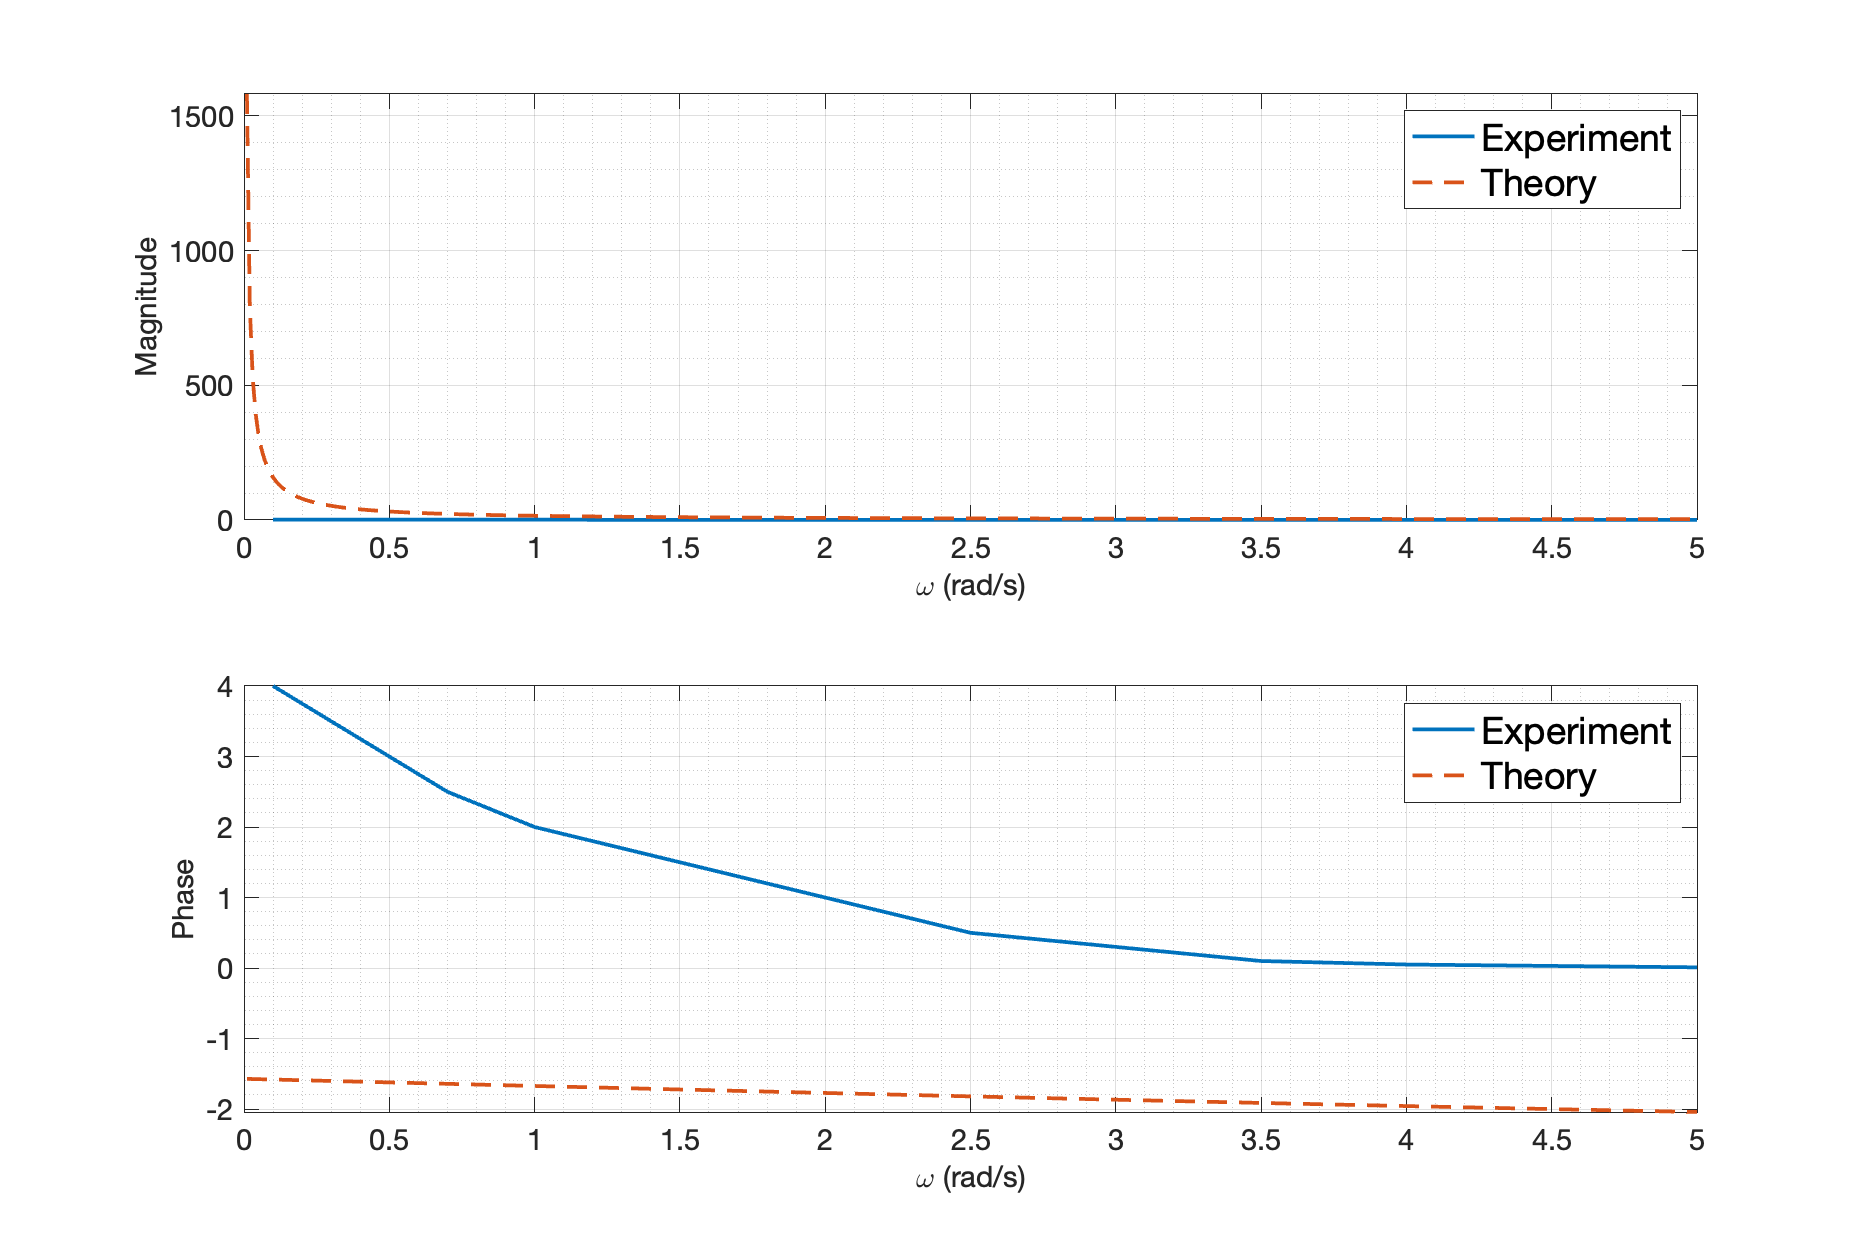 1500
1000
500
0
Magnitude
Experiment
Theory
0 0.5 1 1.5 2 2.5 3 3.5 4 4.5 5
ω (rad/s)
4
3
2
1
0
-1
-2
Phase
Experiment
Theory
0 0.5 1 1.5 2 2.5 3 3.5 4 4.5 5
ω (rad/s)